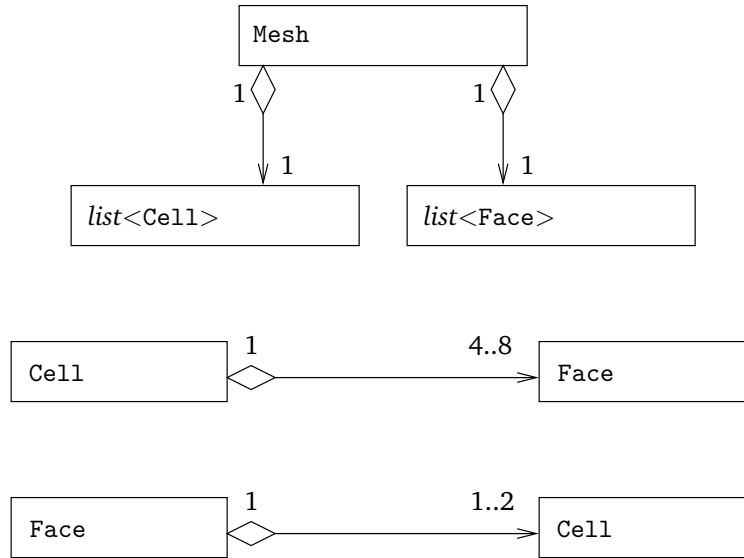 Mesh
1 1
1 1
list<Cell> list<Face>
1 4..8
Cell Face
1 1..2
Face Cell